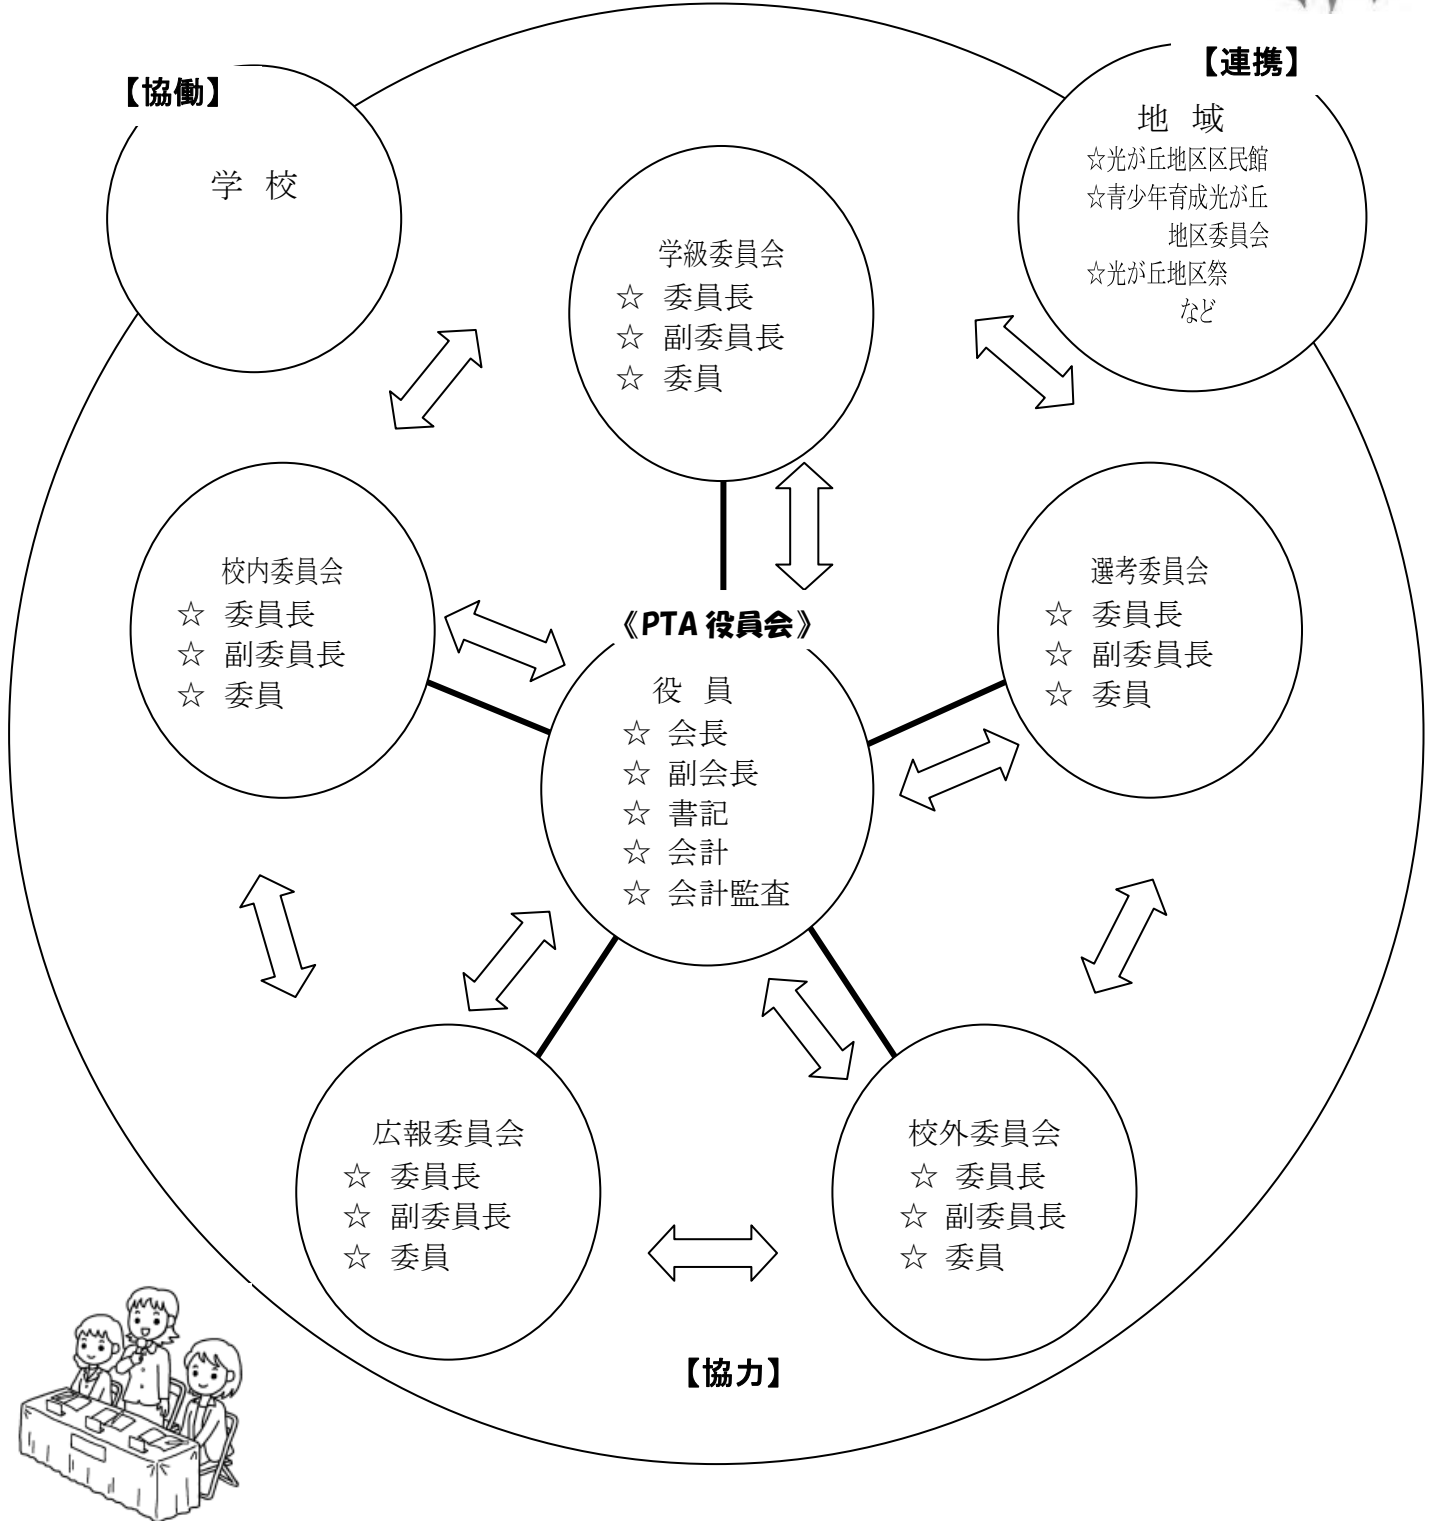 【協働】
学 校
【連携】
地 域
☆光が丘地区区民館
☆青少年育成光が丘
地区委員会
☆光が丘地区祭
など
学級委員会
☆ 委員長
☆ 副委員長
☆ 委員
校内委員会
☆ 委員長
☆ 副委員長
☆ 委員
選考委員会
☆ 委員長
☆ 副委員長
☆ 委員
《PTA 役員会》
役 員
☆ 会長
☆ 副会長
☆ 書記
☆ 会計
☆ 会計監査
広報委員会
☆ 委員長
☆ 副委員長
☆ 委員
校外委員会
☆ 委員長
☆ 副委員長
☆ 委員
【協力】